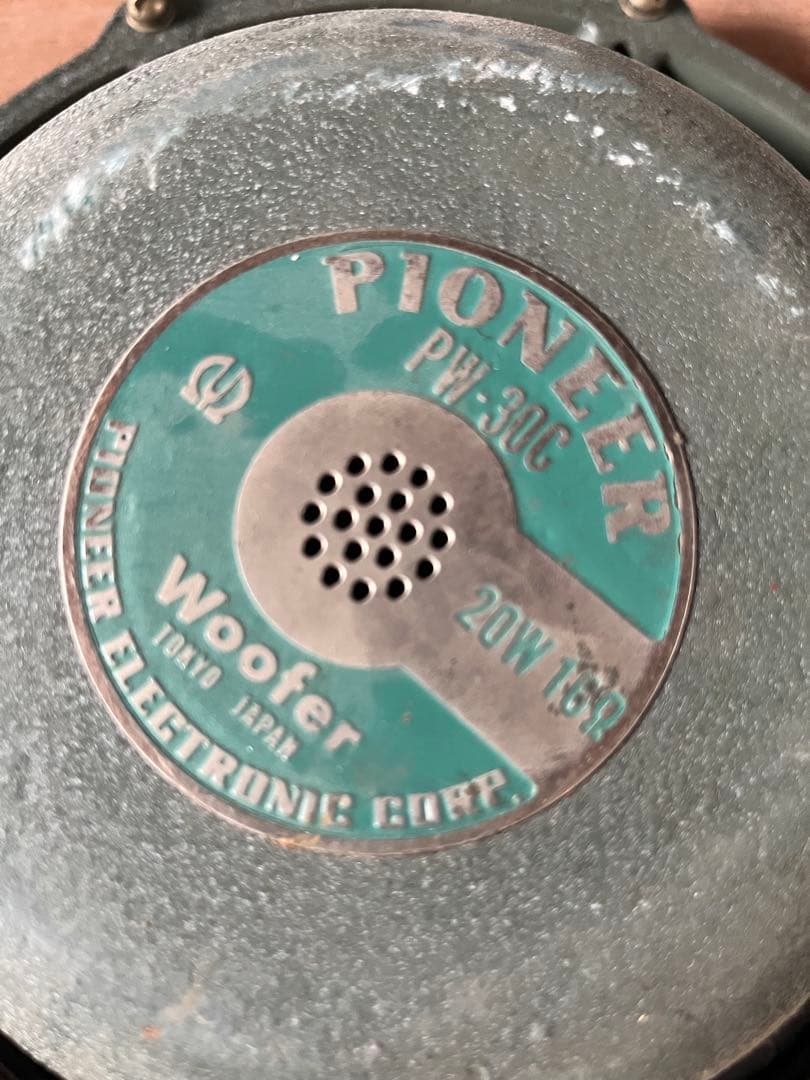 PIONEER
PW-30C
20W 16Ω
Woofer
TOKYO JAPAN
PIONEER ELECTRONIC CORP.